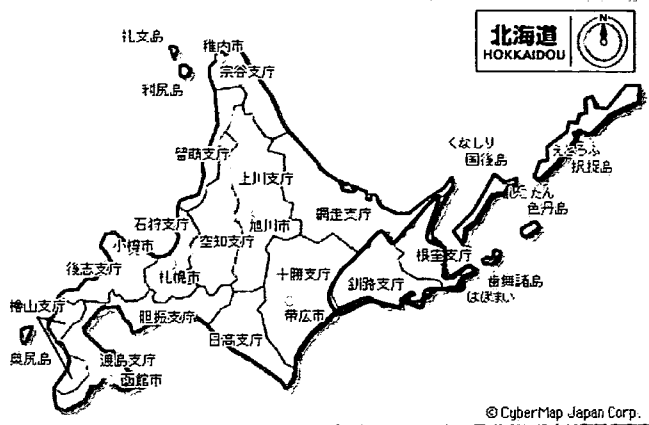 北海道
HOKKAIDOU
N
礼文島
稚内市
宗谷支庁
利尻島
くなしり
国後島
えとろふ
択捉島
留萌支庁
上川支庁
しこたん
色丹島
網走支庁
石狩支庁
旭川市
小樽市
空知支庁
根室支庁
後志支庁
札幌市
十勝支庁
釧路支庁
歯舞諸島
はぼまい
檜山支庁
胆振支庁
帯広市
日高支庁
奥尻島
渡島支庁
函館市
©CyberMap Japan Corp.